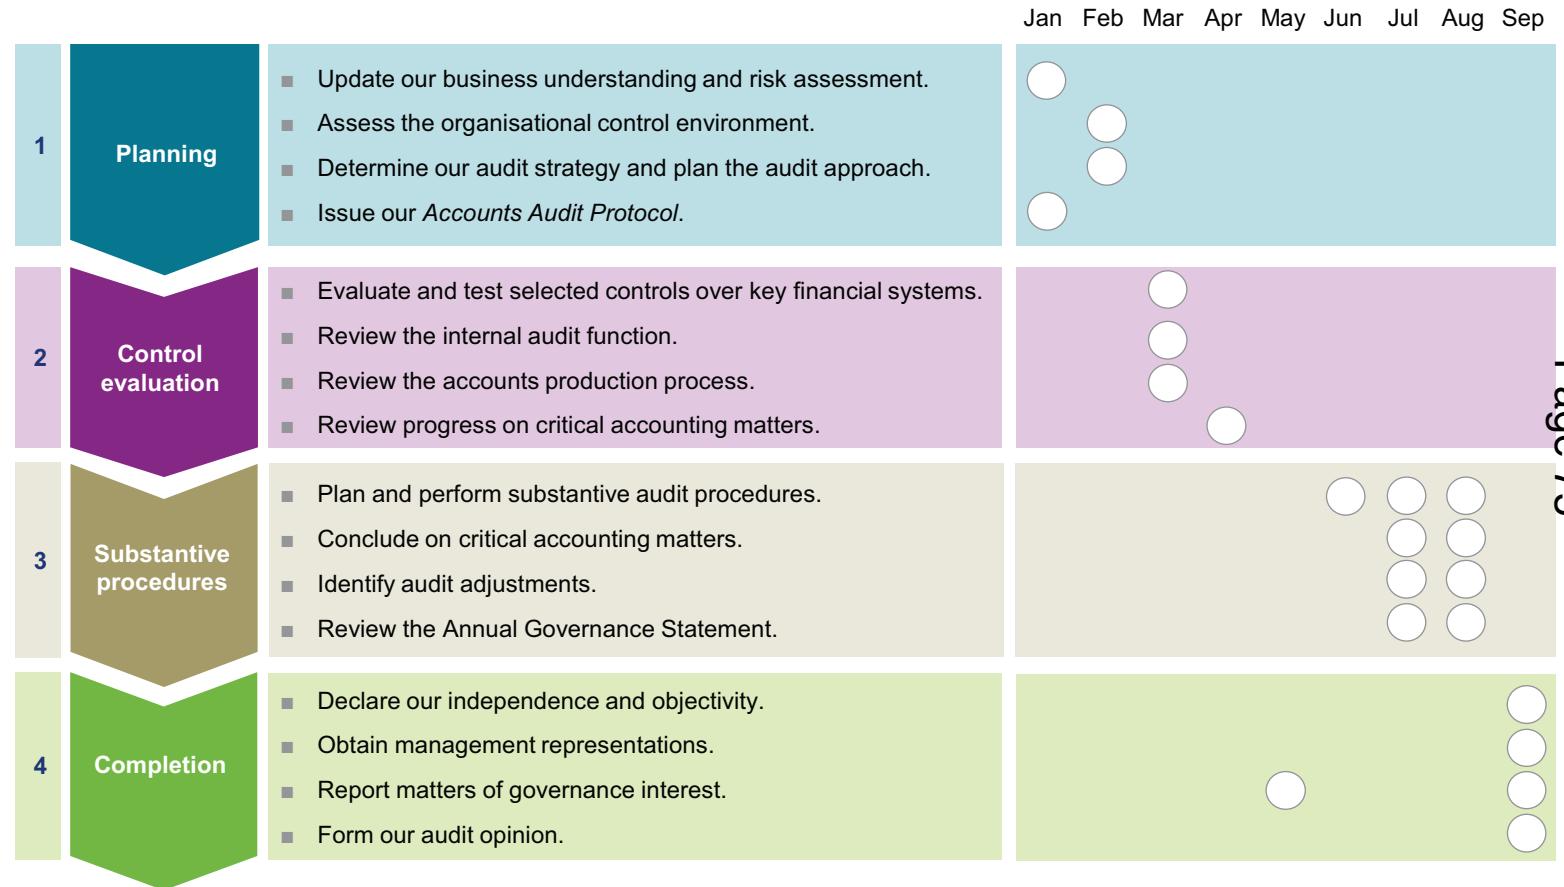 Jan Feb Mar Apr May Jun Jul Aug Sep
1
Planning
■ Update our business understanding and risk assessment.
■ Assess the organisational control environment.
■ Determine our audit strategy and plan the audit approach.
■ Issue our Accounts Audit Protocol.
2
Control
evaluation
■ Evaluate and test selected controls over key financial systems.
■ Review the internal audit function.
■ Review the accounts production process.
■ Review progress on critical accounting matters.
3
Substantive
procedures
■ Plan and perform substantive audit procedures.
■ Conclude on critical accounting matters.
■ Identify audit adjustments.
■ Review the Annual Governance Statement.
4
Completion
■ Declare our independence and objectivity.
■ Obtain management representations.
■ Report matters of governance interest.
■ Form our audit opinion.